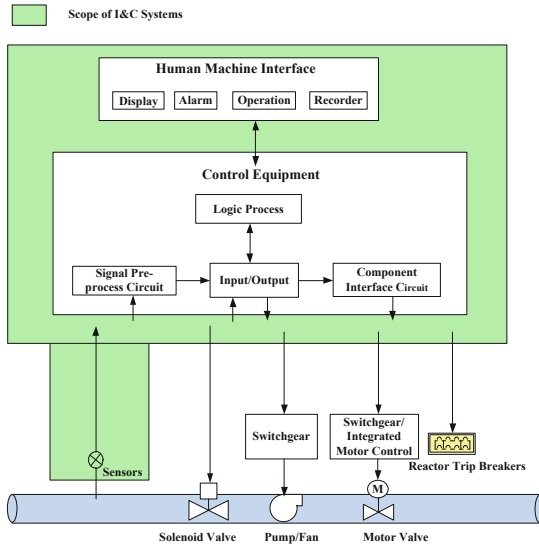 Scope of I&C Systems
Human Machine Interface
Display
Alarm
Operation
Recorder
Control Equipment
Logic Process
Signal Pre-
process Circuit
Input/Output
Component
Interface Circuit
Switchgear
Switchgear/
Integrated
Motor Control
Reactor Trip Breakers
Sensors
M
Solenoid Valve
Pump/Fan
Motor Valve